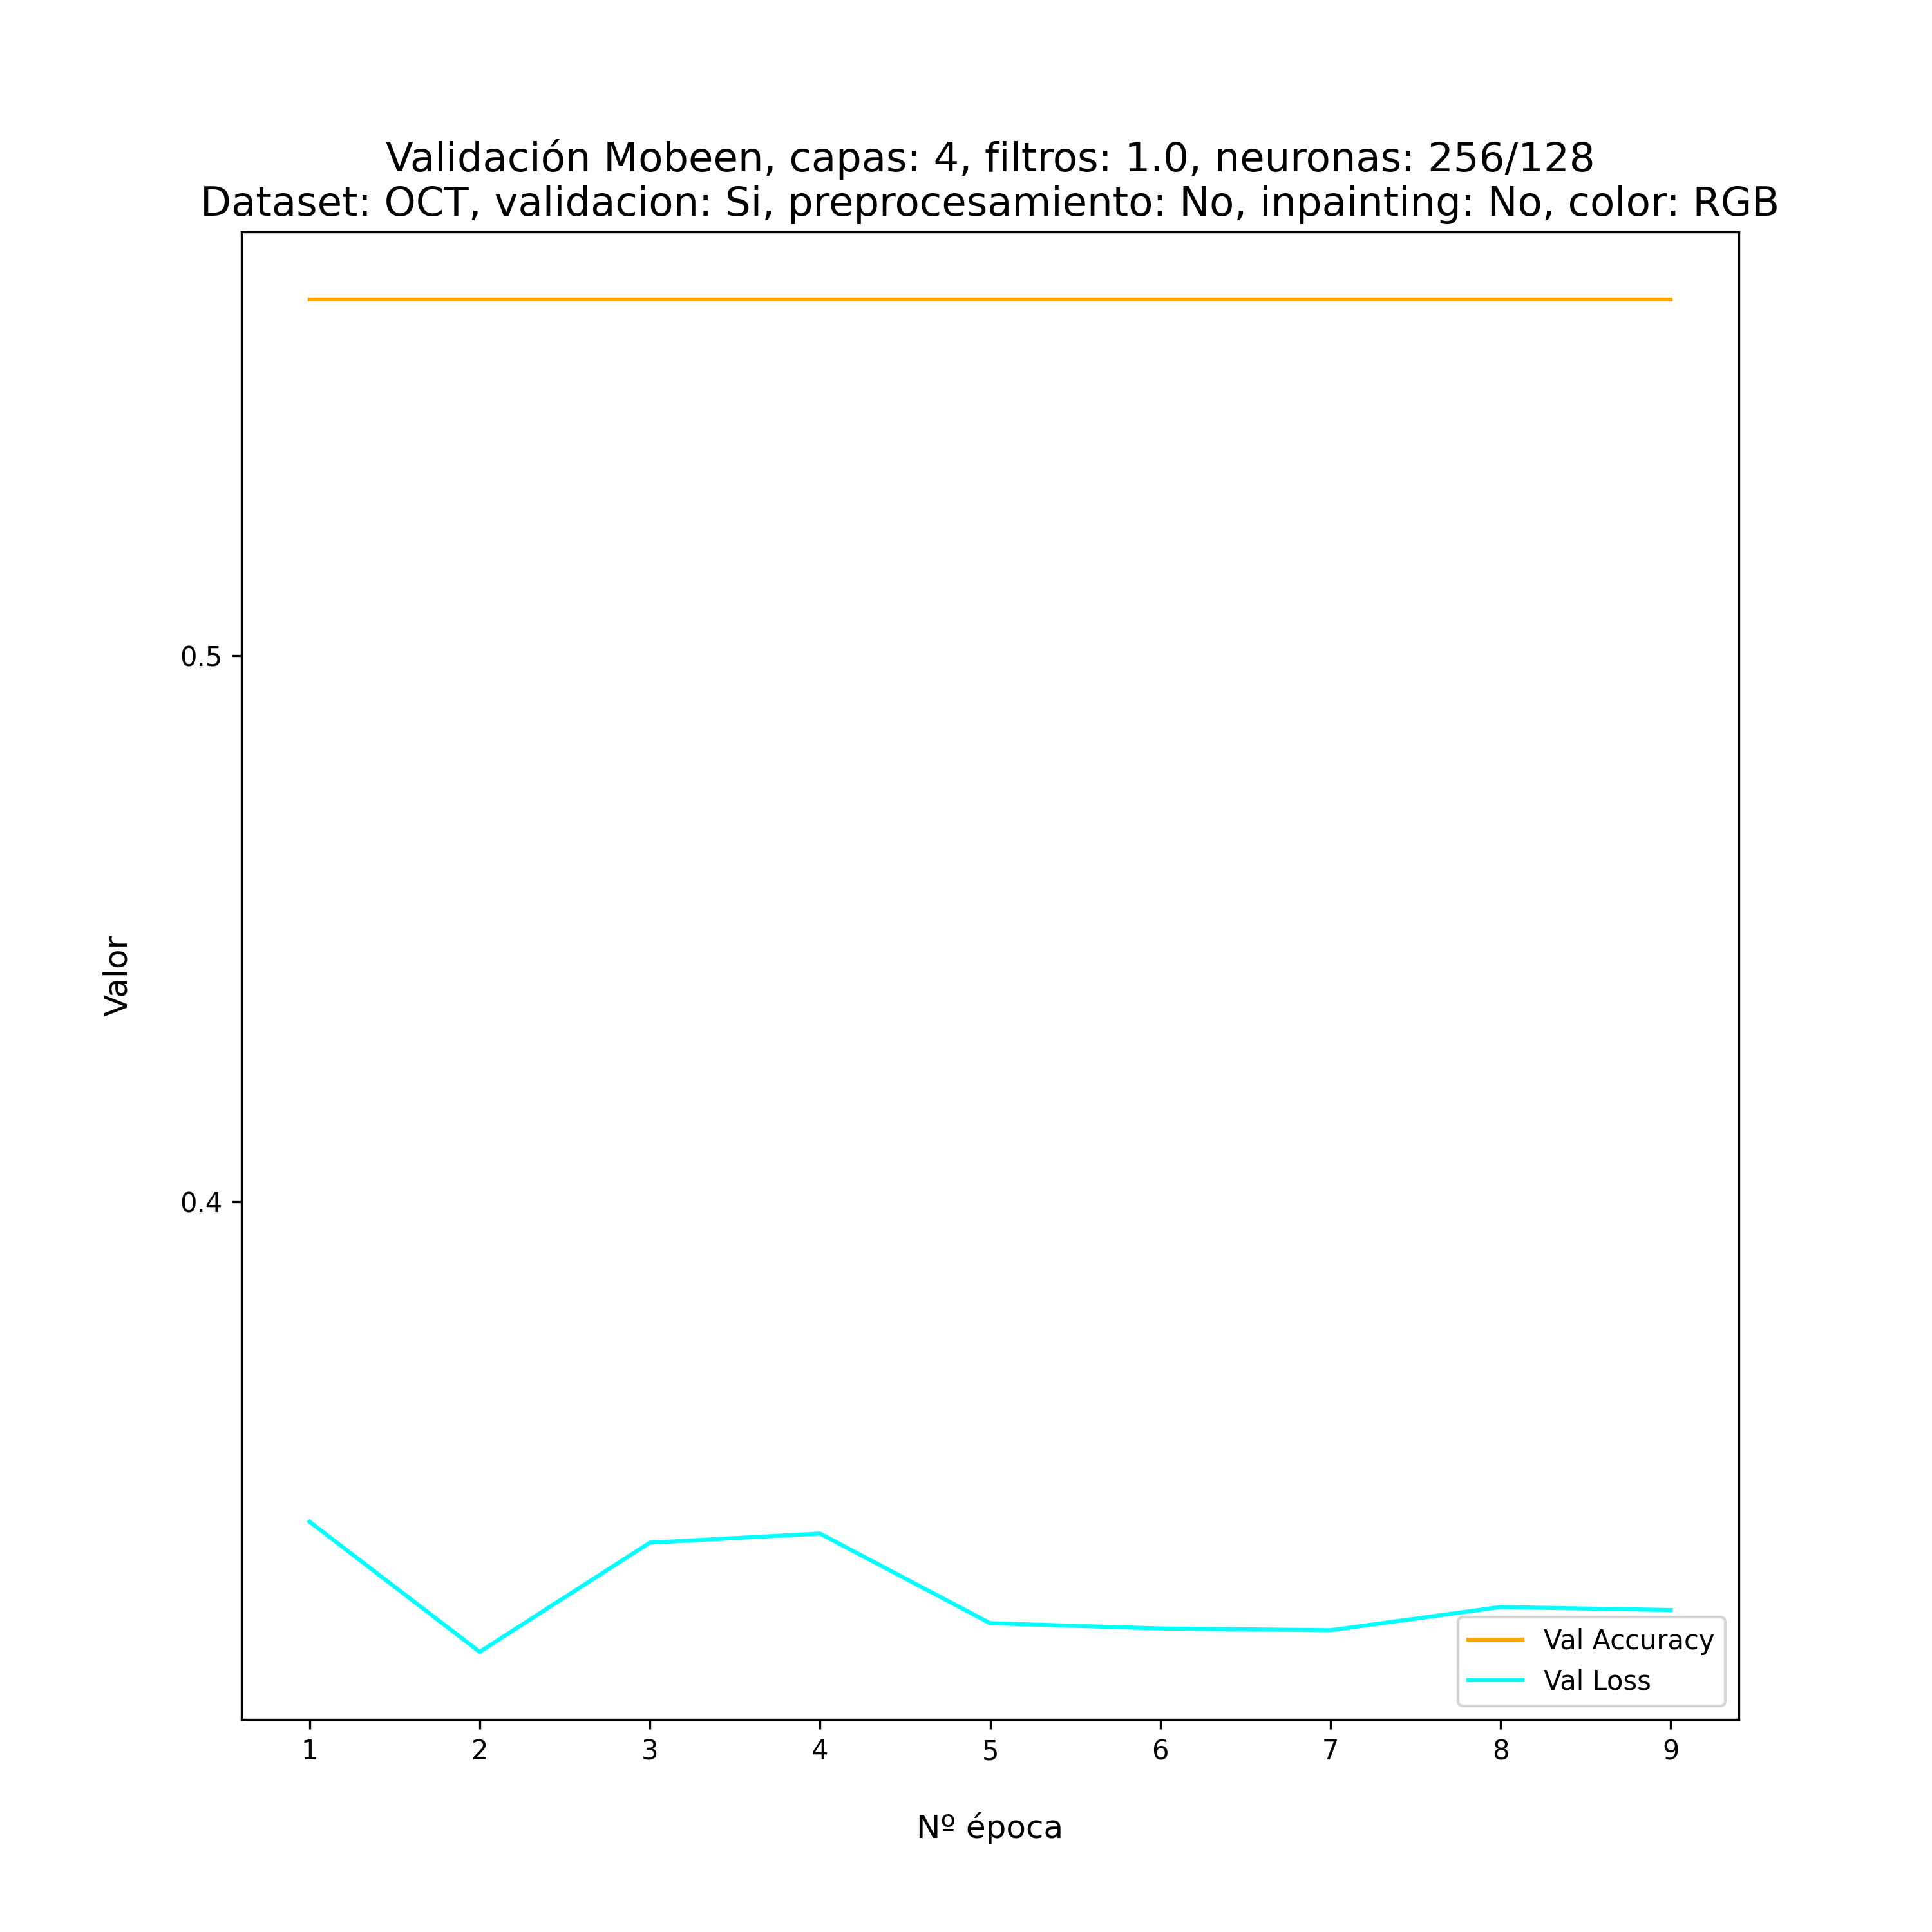 Validación Mobeen, capas: 4, filtros: 1.0, neuronas: 256/128
Dataset: OCT, validacion: Si, preprocesamiento: No, inpainting: No, color: RGB
Valor
0.5
0.4
Val Accuracy
Val Loss
1 2 3 4 5 6 7 8 9
Nº época